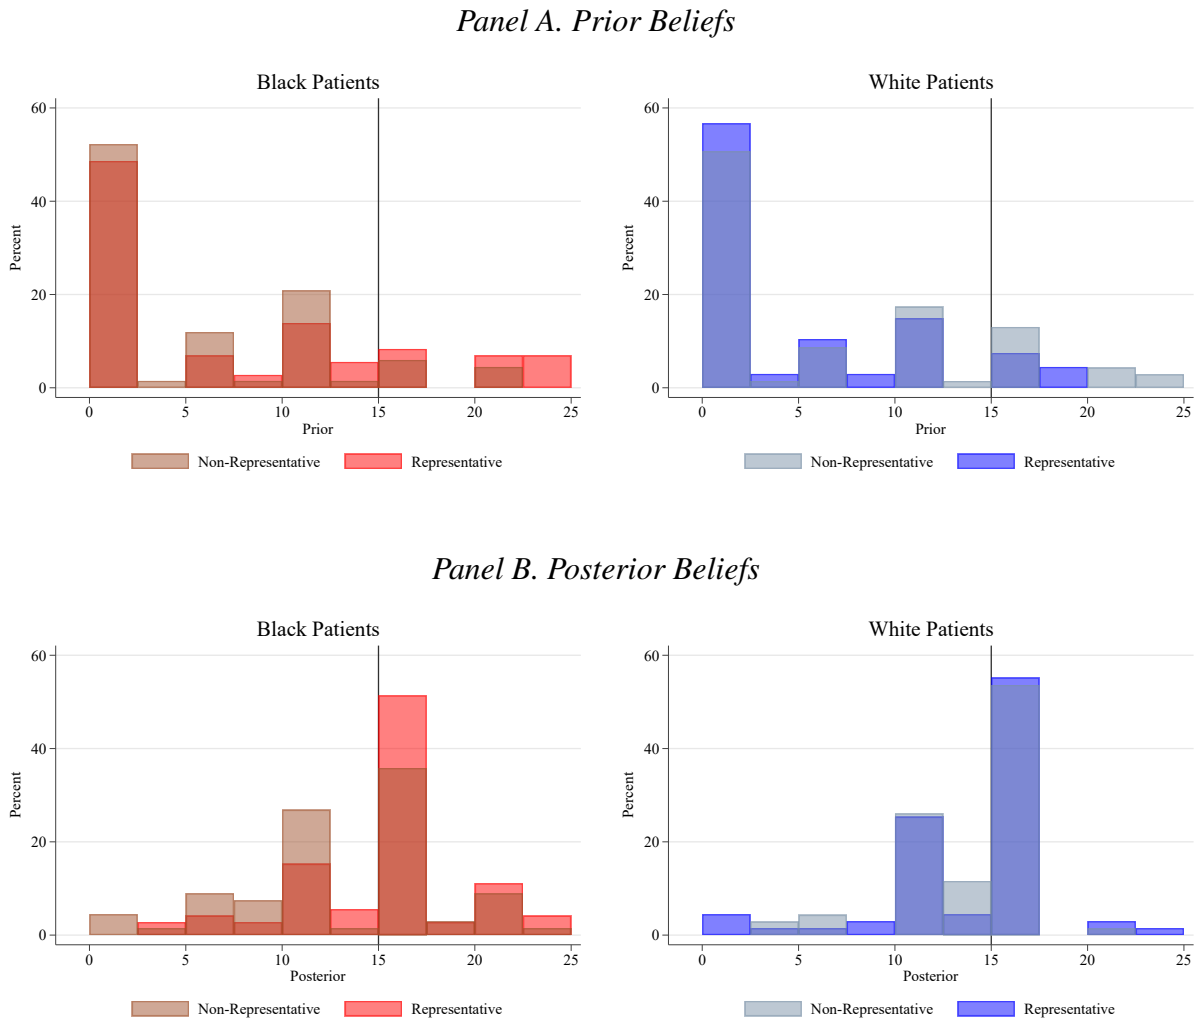 Panel A. Prior Beliefs
Black Patients
60
40
20
0
Percent
0 5 10 15 20 25
Prior
Non-Representative Representative
White Patients
60
40
20
0
Percent
0 5 10 15 20 25
Prior
Non-Representative Representative
Panel B. Posterior Beliefs
Black Patients
60
40
20
0
Percent
0 5 10 15 20 25
Posterior
Non-Representative Representative
White Patients
60
40
20
0
Percent
0 5 10 15 20 25
Posterior
Non-Representative Representative